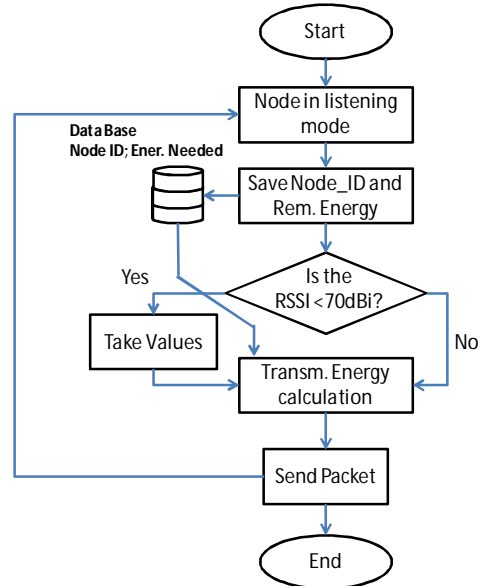 Start
Node in listening
mode
Data Base
Node ID; Ener. Needed
Save Node_ID and
Rem. Energy
Is the
RSSI <70dBi?
Yes
No
Take Values
Transm. Energy
calculation
Send Packet
End